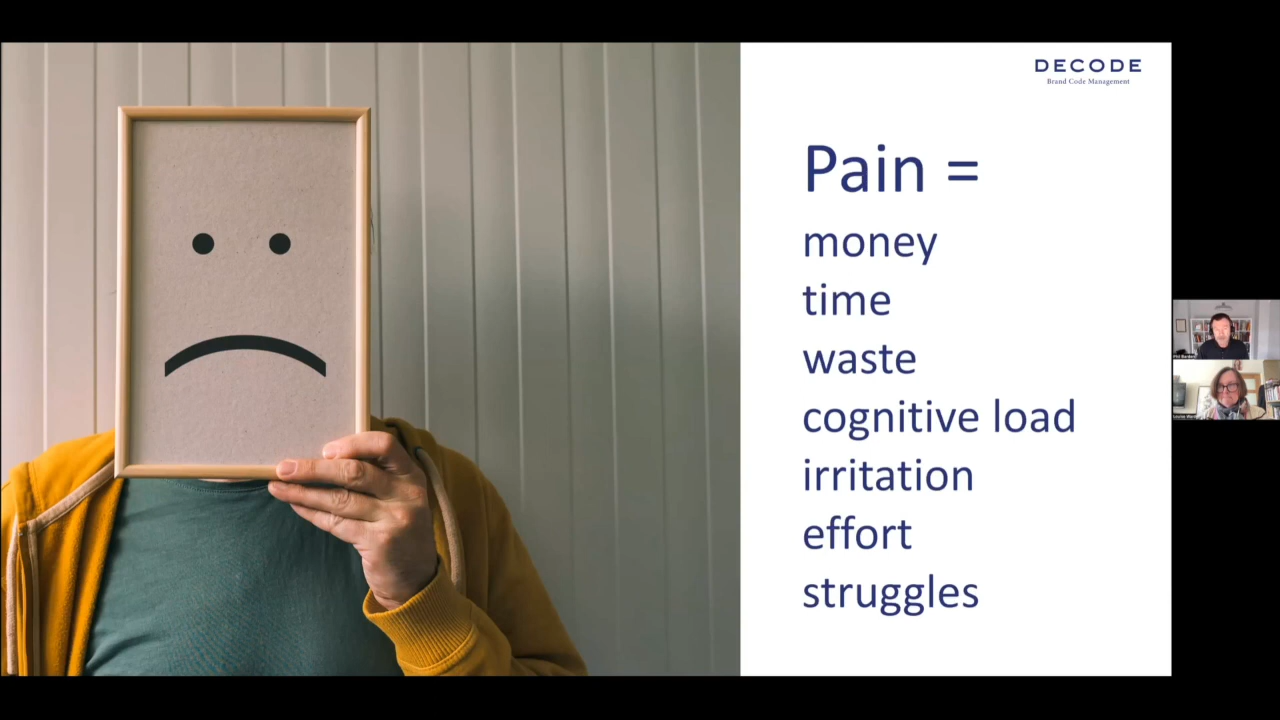 DECODE
Brand Code Management
Pain =
money
time
waste
cognitive load
irritation
effort
struggles